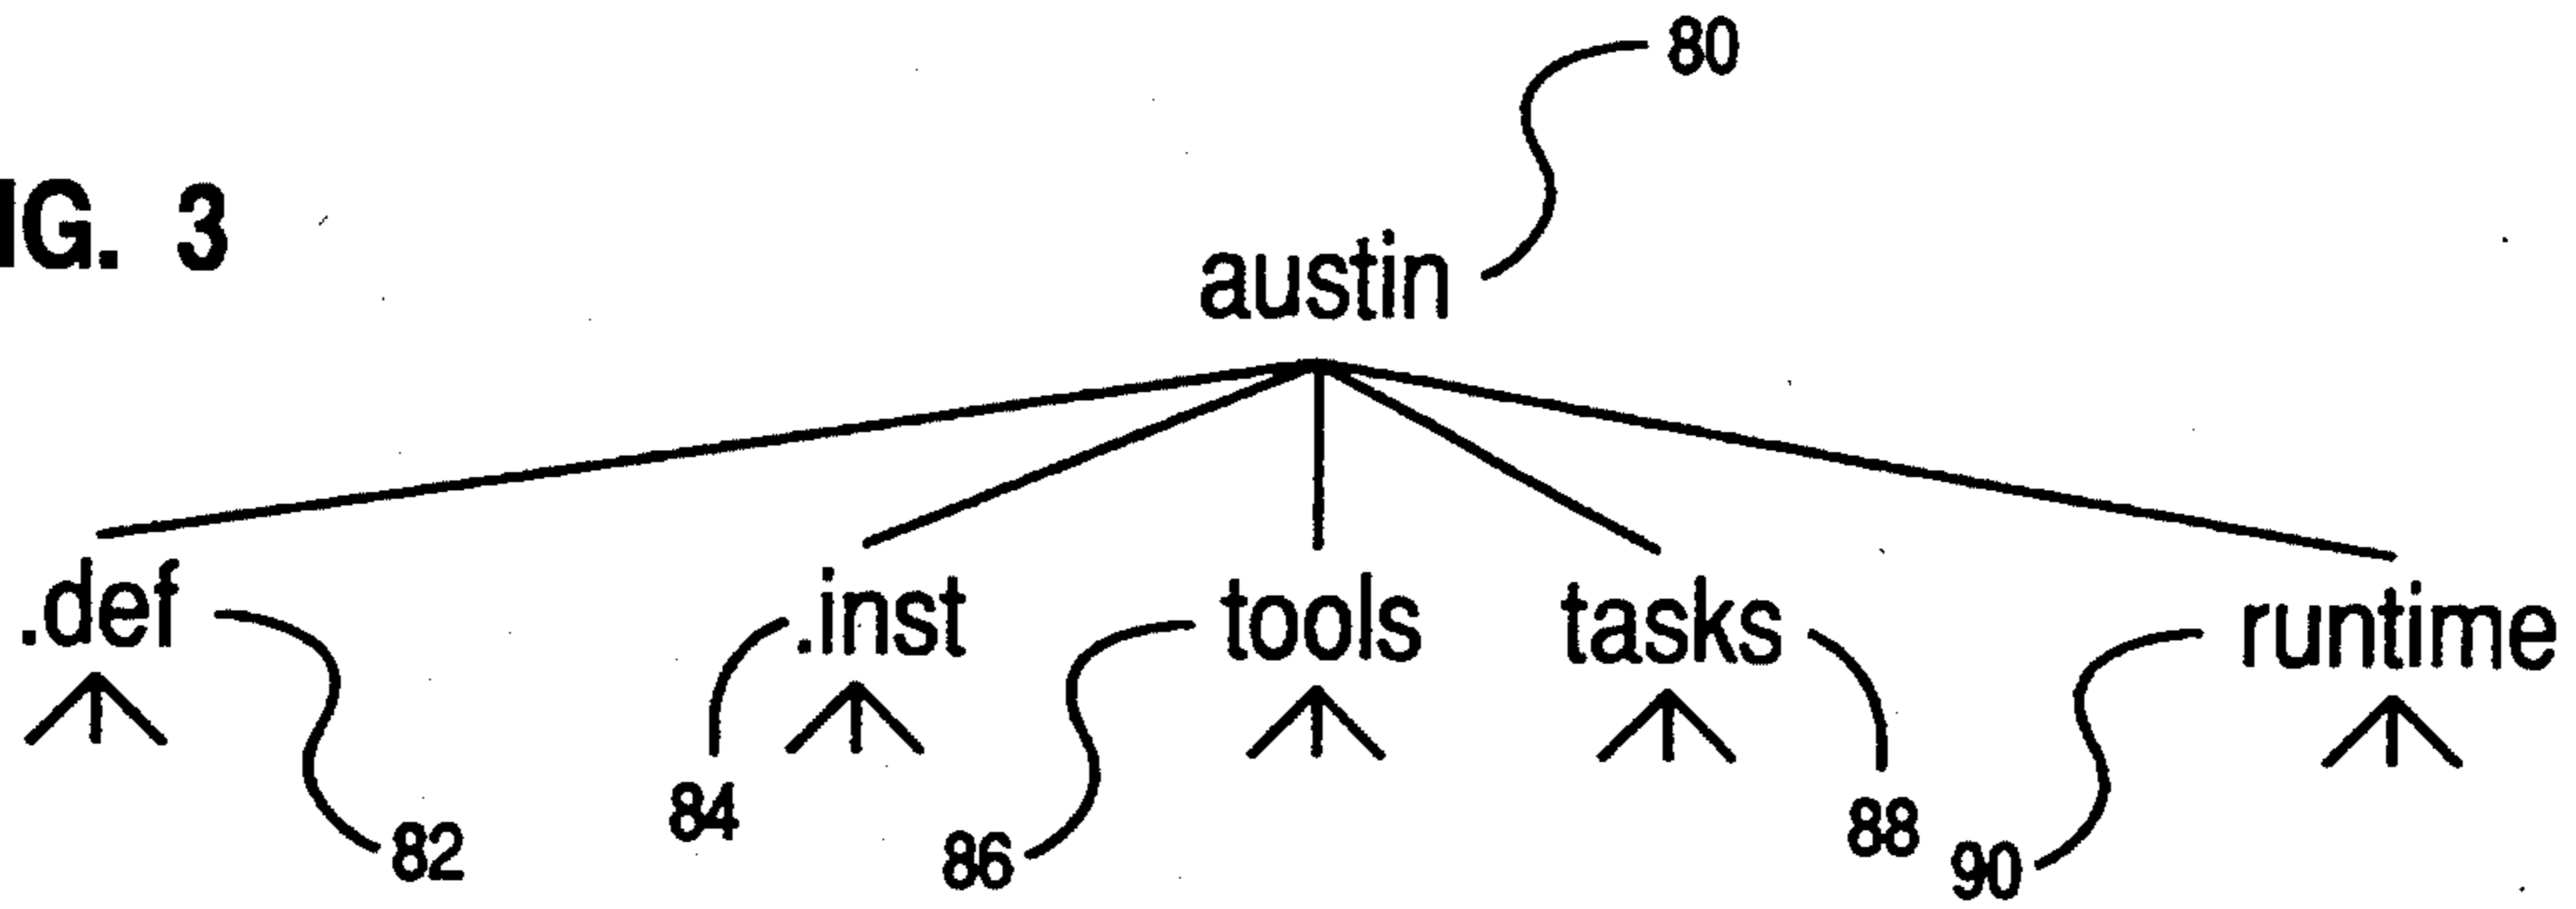 80
IG. 3
austin
.def .inst tools tasks runtime
84 88
82 86 90